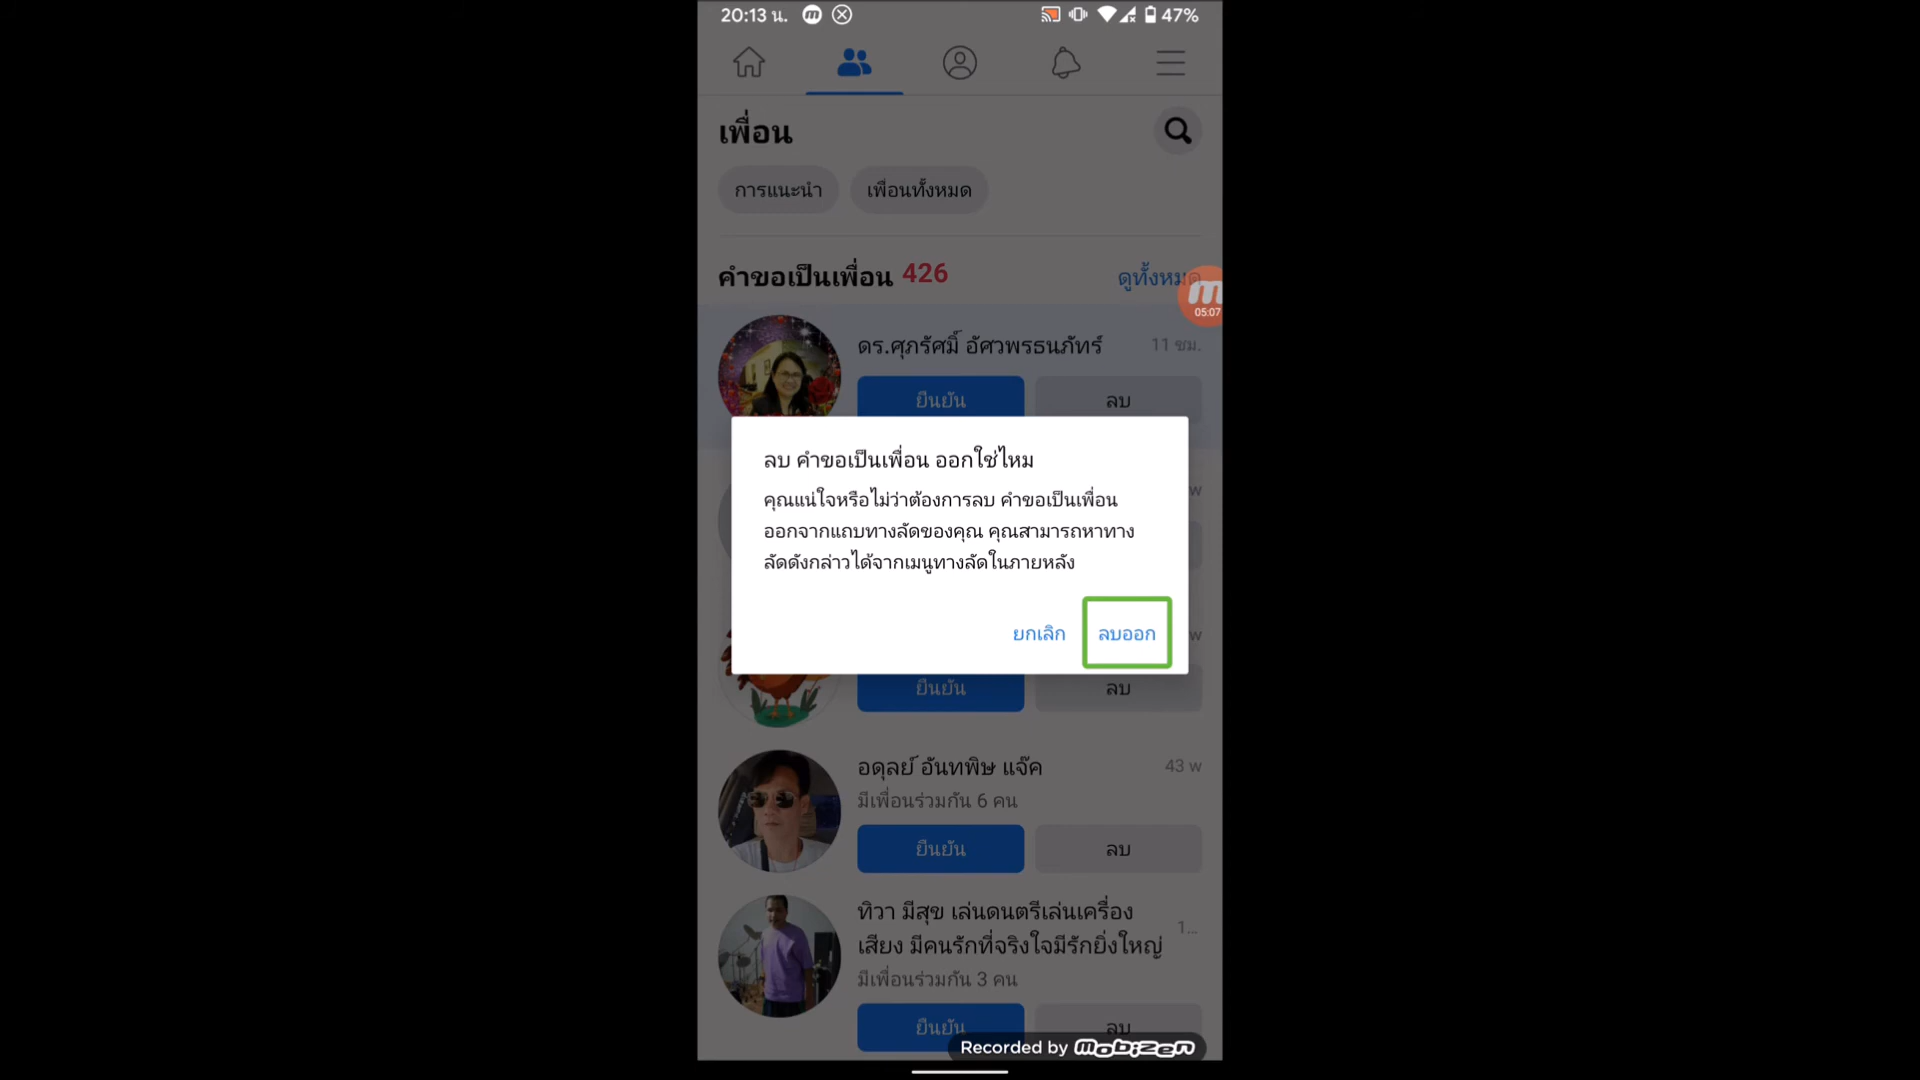 20:13 น.
47%
เพื่อน
การแนะนำ
เพื่อนทั้งหมด
คำขอเป็นเพื่อน 426
ดูทั้งหมด
05:07
ดร.ศุภรัศมิ์ อัศวพรธนภัทร์
11 ชม.
ยืนยัน
ลบ
ลบ คำขอเป็นเพื่อน ออกใช่ไหม
คุณแน่ใจหรือไม่ว่าต้องการลบ คำขอเป็นเพื่อน
ออกจากแถบทางลัดของคุณ คุณสามารถหาทาง
ลัดดังกล่าวได้จากเมนูทางลัดในภายหลัง
w
ยกเลิก
ลบออก
w
ยืนยัน
ลบ
อดุลย์ อันทพิษ แจ๊ค
43 w
มีเพื่อนร่วมกัน 6 คน
ยืนยัน
ลบ
ทิวา มีสุข เล่นดนตรีเล่นเครื่อง
1...
เสียง มีคนรักที่จริงใจมีรักยิ่งใหญ่
มีเพื่อนร่วมกัน 3 คน
ยืนยัน
ลบ
Recorded by mobizen